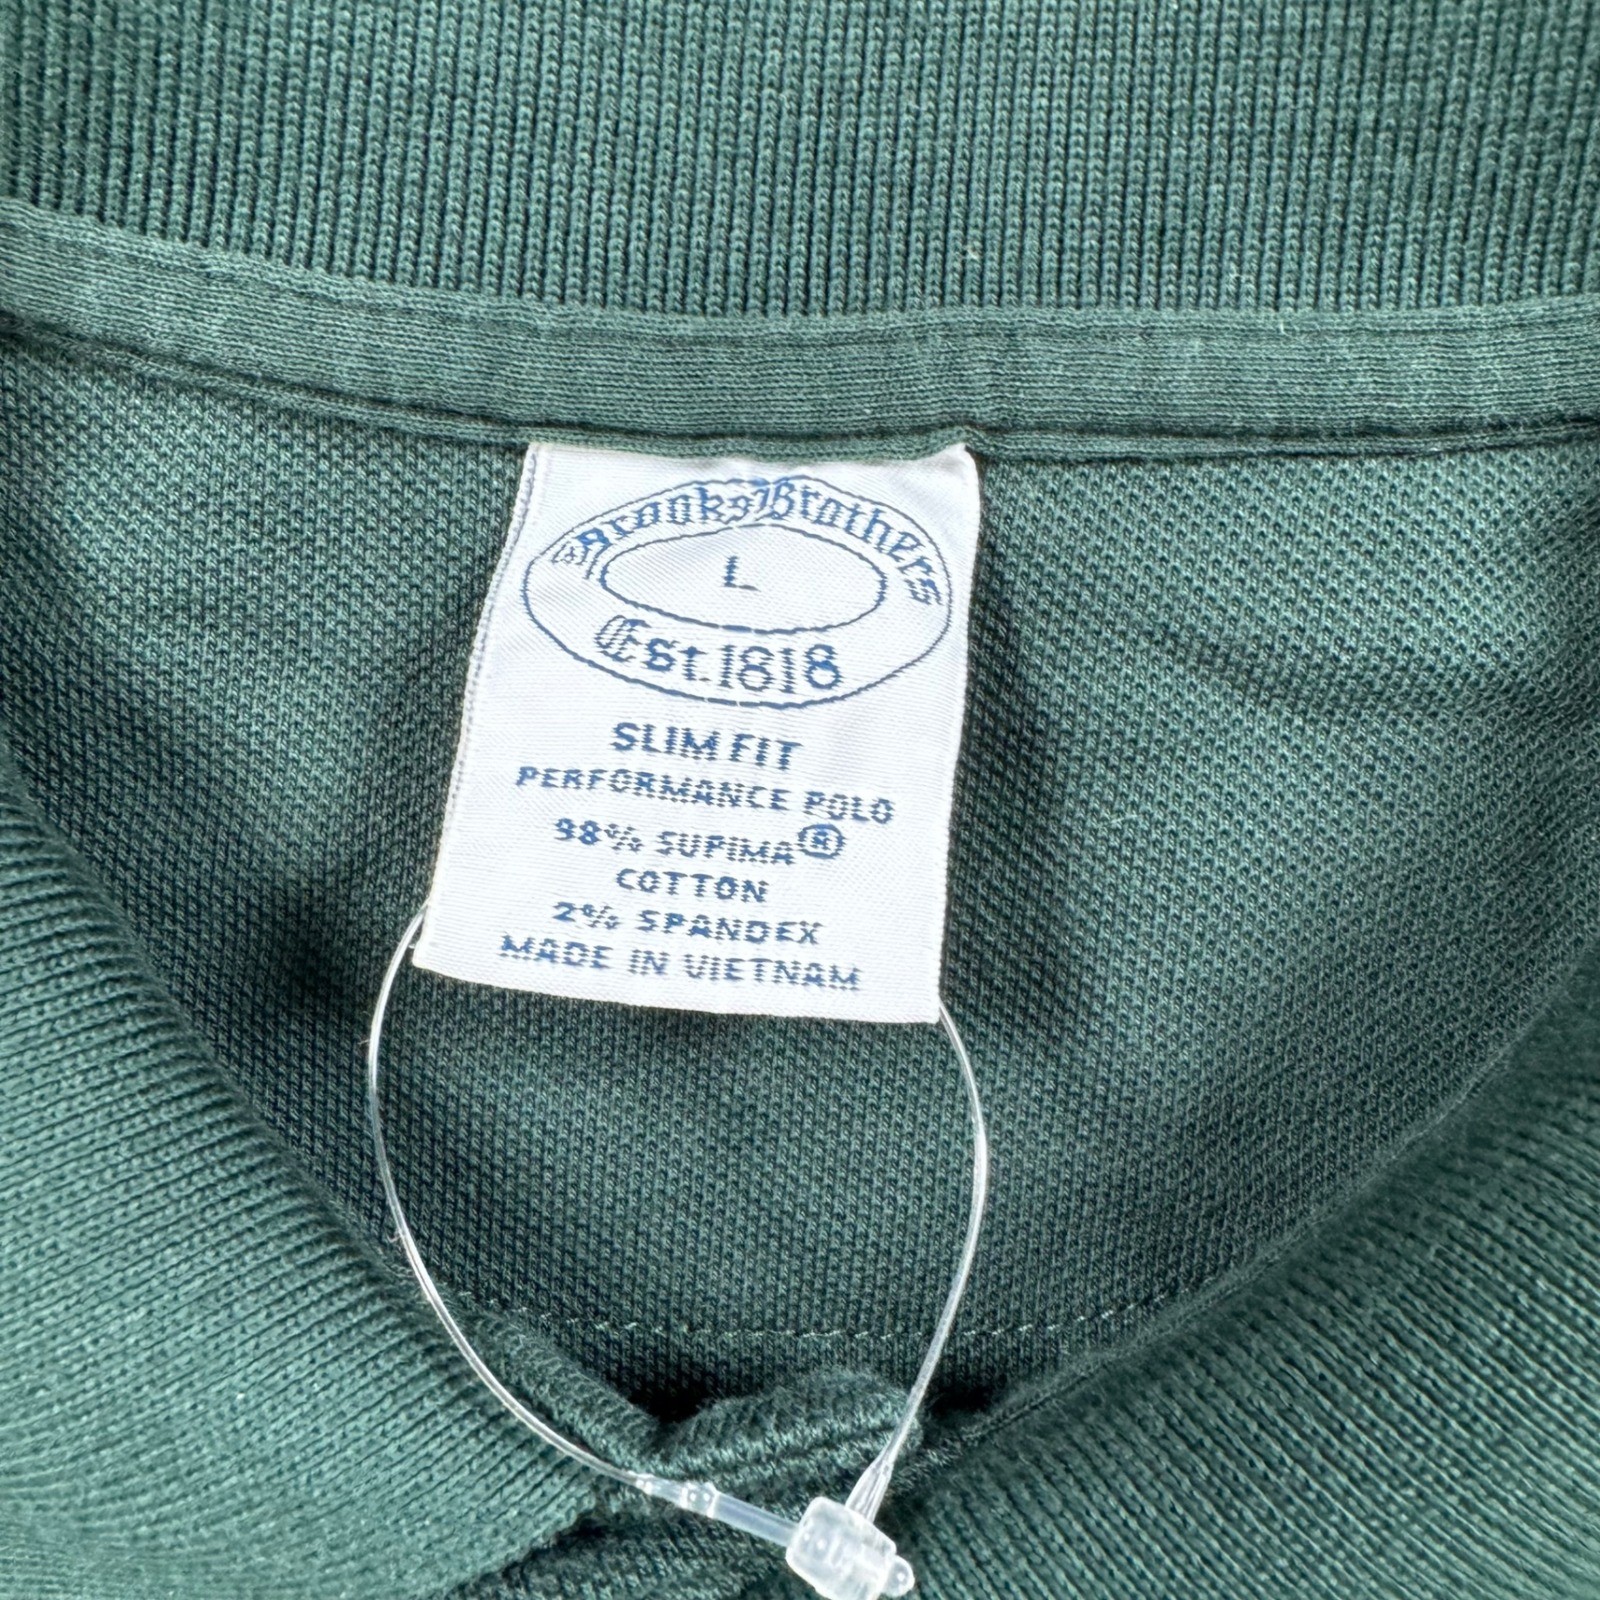 Brooks Brothers
L
Est. 1818
SLIM FIT
PERFORMANCE POLO
98% SUPIMA®
COTTON
2% SPANDEX
MADE IN VIETNAM